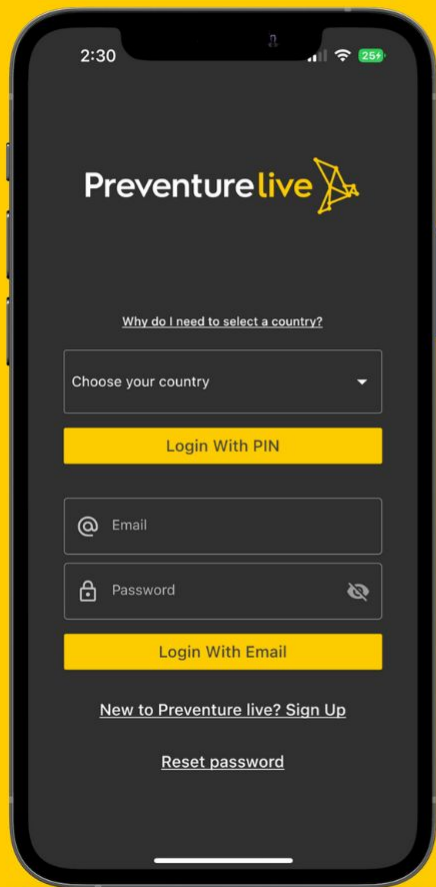 2:30
25
Preventure live
Why do I need to select a country?
Choose your country
Login With PIN
Email
Password
Login With Email
New to Preventure live? Sign Up
Reset password